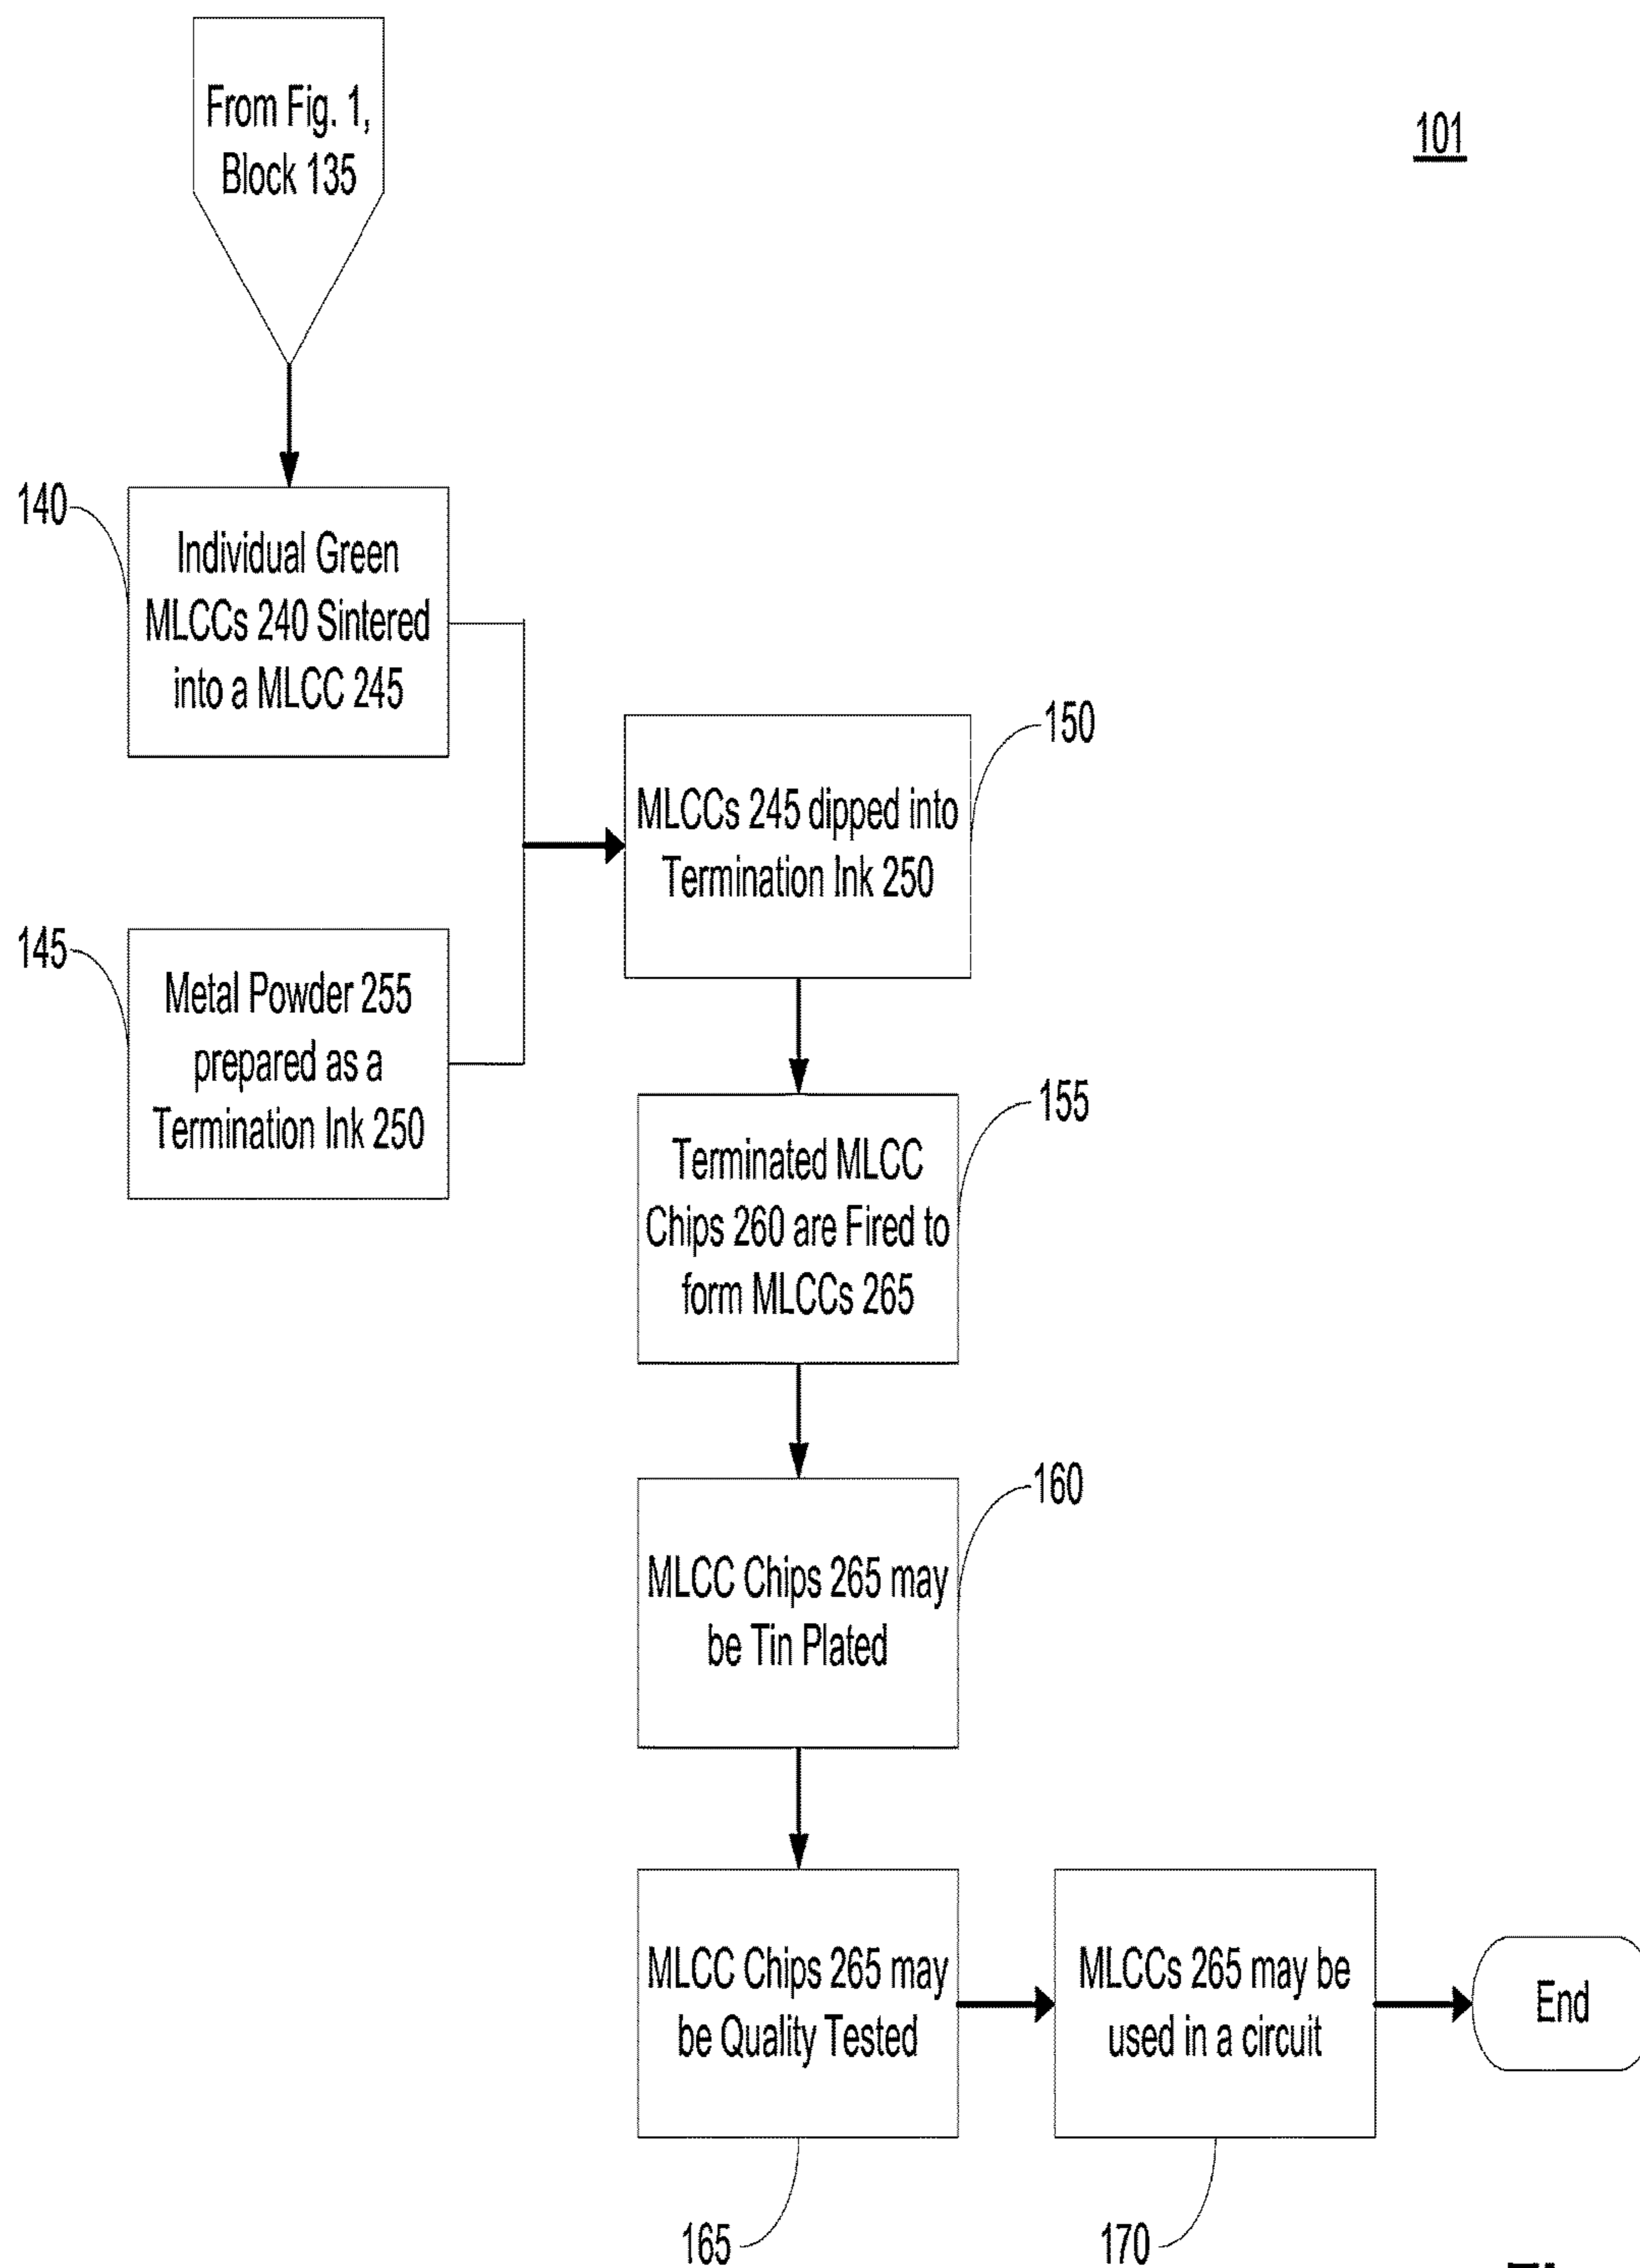 From Fig. 1,
Block 135
101
140
Individual Green
MLCCs 240 Sintered
into a MLCC 245
150
MLCCs 245 dipped into
Termination Ink 250
145
Metal Powder 255
prepared as a
Termination Ink 250
155
Terminated MLCC
Chips 260 are Fired to
form MLCCs 265
160
MLCC Chips 265 may
be Tin Plated
MLCC Chips 265 may
be Quality Tested
MLCCs 265 may be
used in a circuit
End
165
170